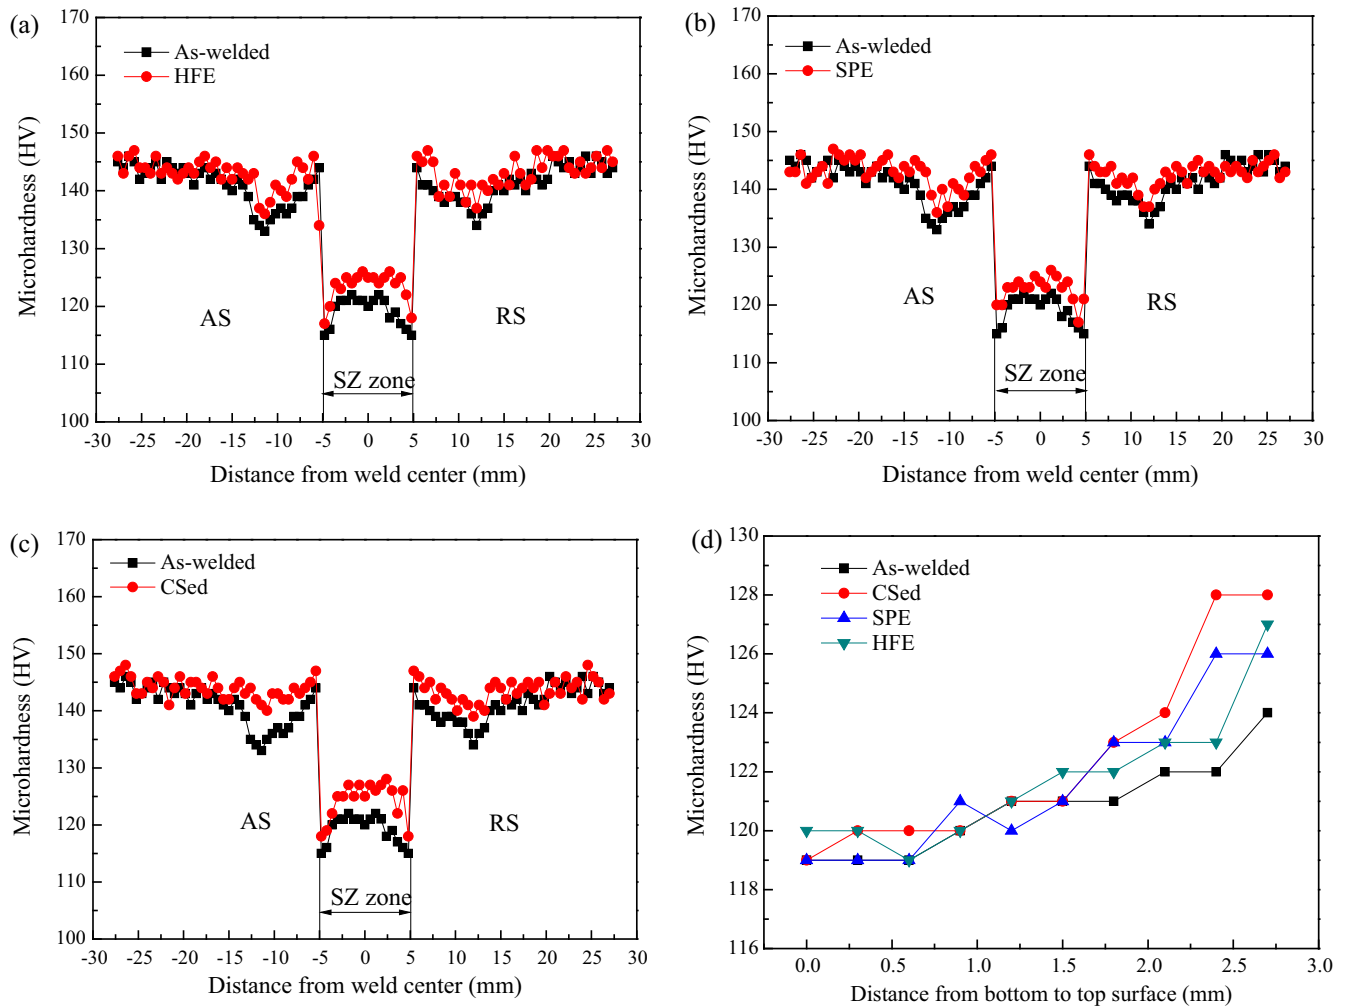 (a)
170
160
150
140
130
120
110
100
Microhardness (HV)
As-welded
HFE
AS
RS
SZ zone
-30 -25 -20 -15 -10 -5 0 5 10 15 20 25 30
Distance from weld center (mm)
(b)
170
160
150
140
130
120
110
100
Microhardness (HV)
As-wleded
SPE
AS
RS
SZ zone
-30 -25 -20 -15 -10 -5 0 5 10 15 20 25 30
Distance from weld center (mm)
(c)
170
160
150
140
130
120
110
100
Microhardness (HV)
As-welded
CSed
AS
RS
SZ zone
-30 -25 -20 -15 -10 -5 0 5 10 15 20 25 30
Distance from weld center (mm)
(d)
130
128
126
124
122
120
118
116
Microhardness (HV)
As-welded
CSed
SPE
HFE
0.0 0.5 1.0 1.5 2.0 2.5 3.0
Distance from bottom to top surface (mm)